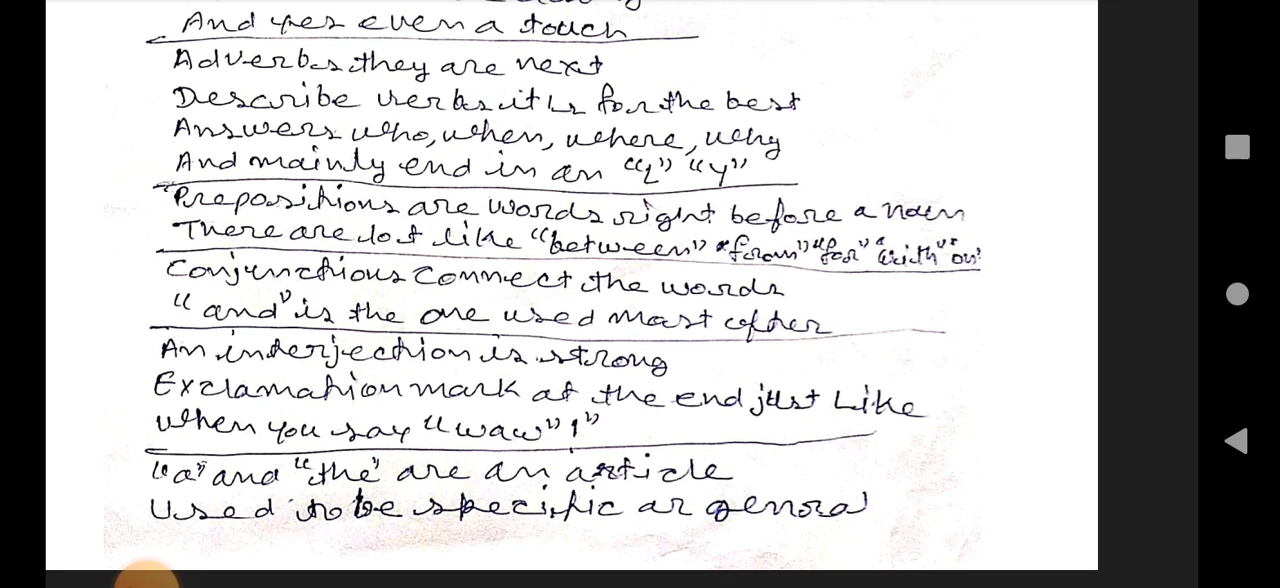 And yes even a touch
Adverbs, they are next
Describe verbs it is for the best
Answers who, when, where, why
And mainly end in an "L" "Y"
Prepositions are words right before a noun
There are lot like "between" "from" "for" "with" "on"
Conjunctions connect the words
"and" is the one used most often
An interjection is strong
Exclamation mark at the end just Like
when you say "waw" !"
"a" and "the" are an article
Used to be specific or general